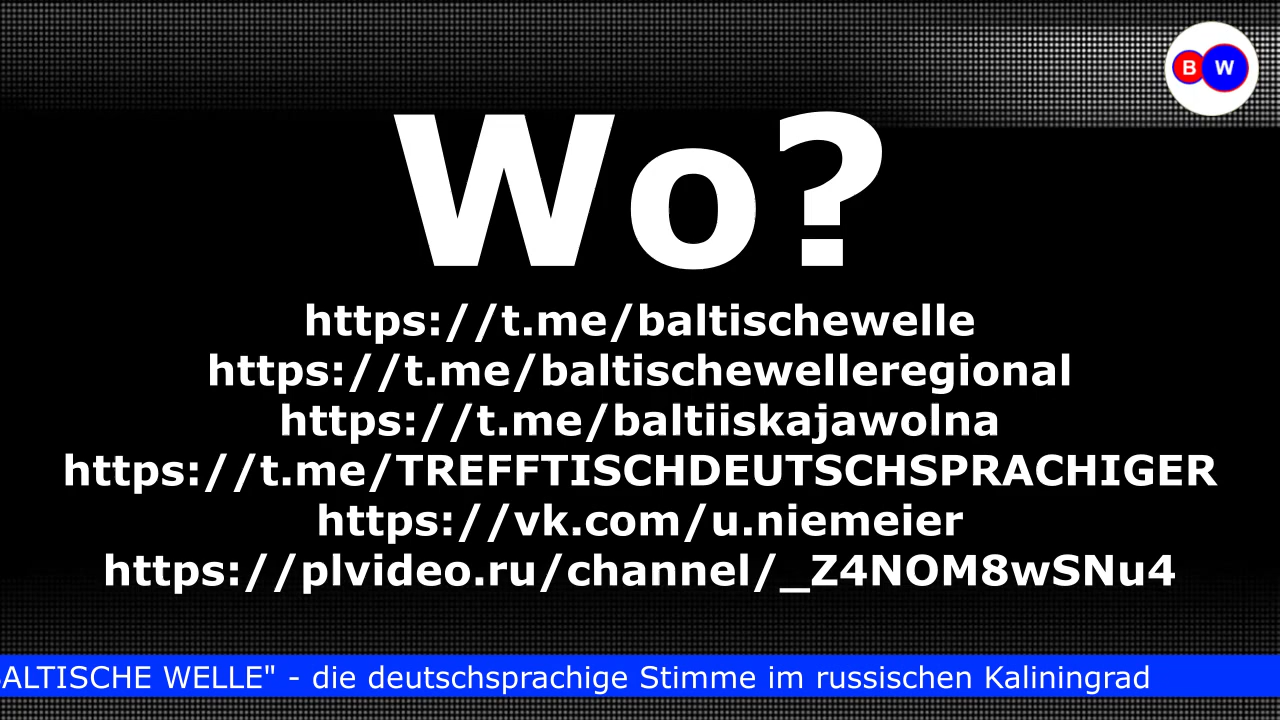 B W
Wo?
https://t.me/baltischewelle
https://t.me/baltischewelleregional
https://t.me/baltiiskajawolna
https://t.me/TREFFTISCHDEUTSCHSPRACHIGER
https://vk.com/u.niemeier
https://plvideo.ru/channel/_Z4NOM8wSNu4
ALTISCHE WELLE" - die deutschsprachige Stimme im russischen Kaliningrad